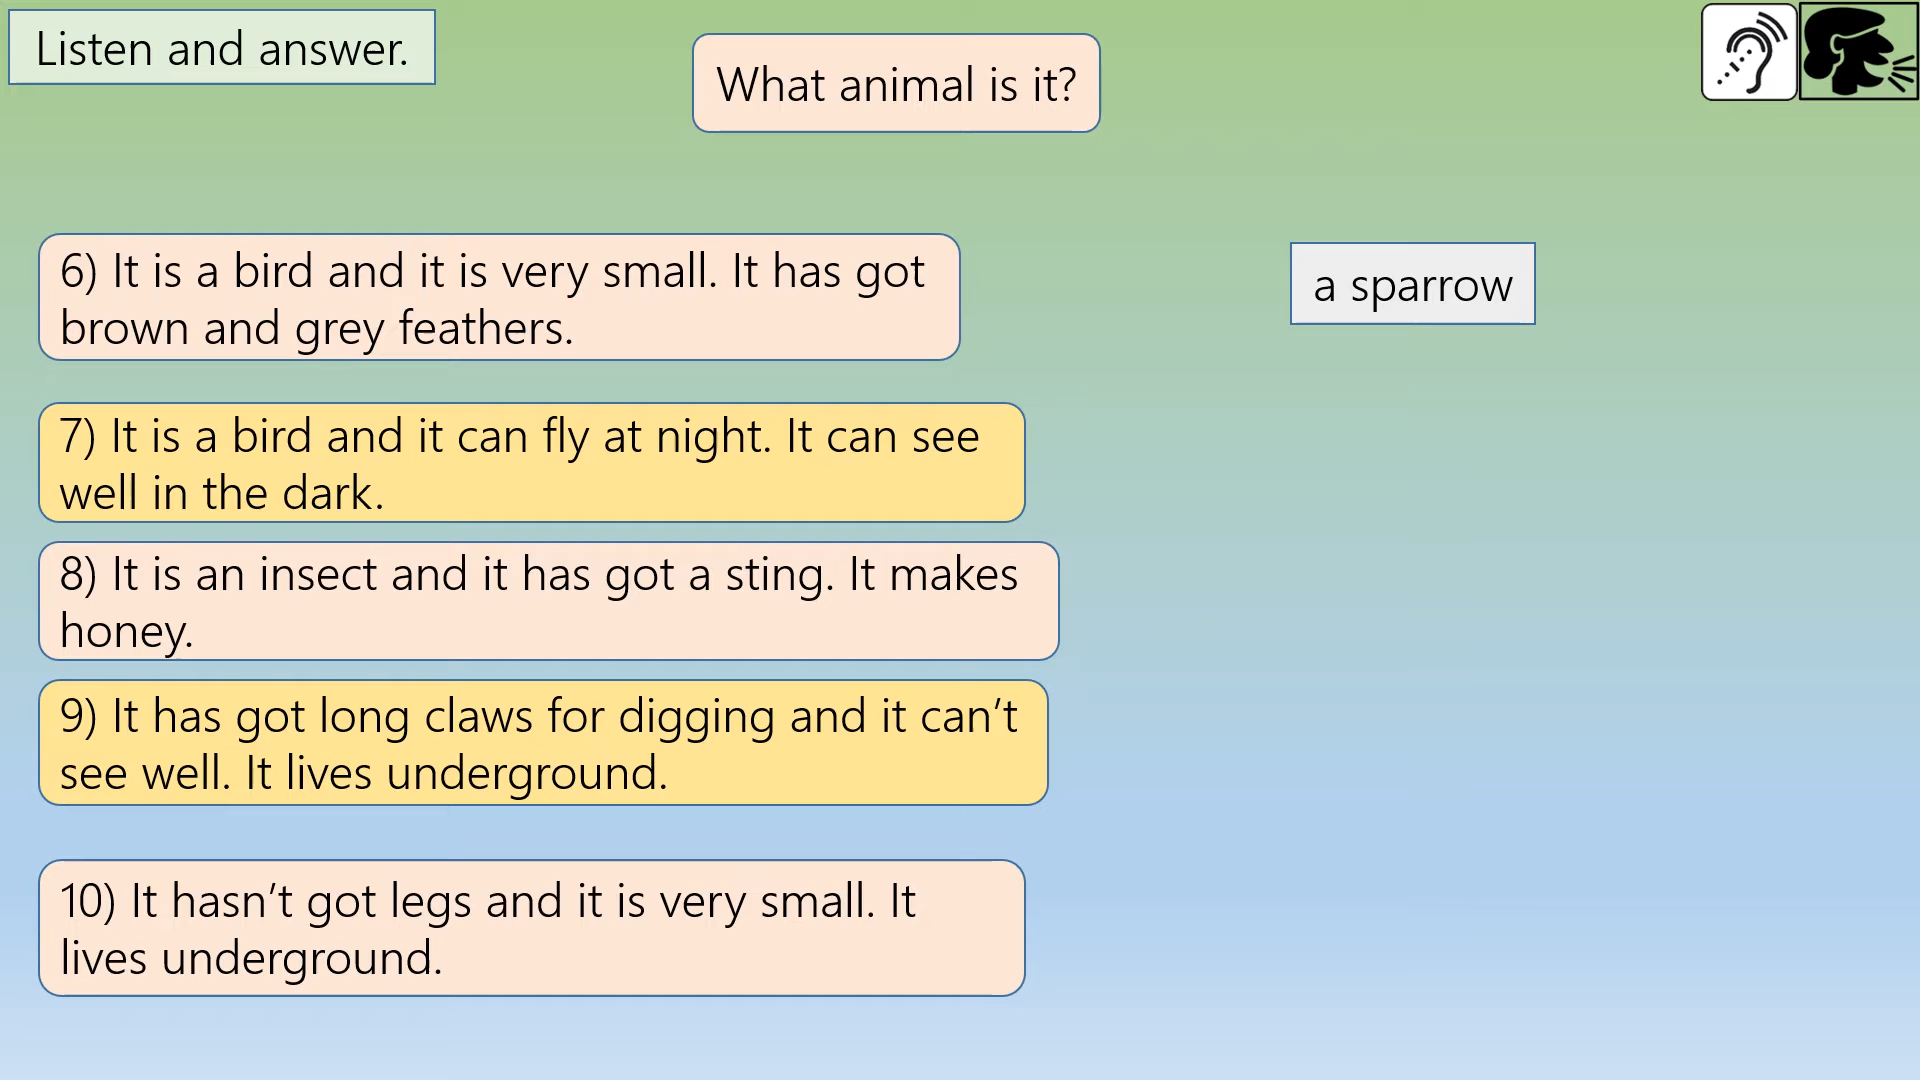 Listen and answer.
What animal is it?
6) It is a bird and it is very small. It has got
brown and grey feathers.
a sparrow
7) It is a bird and it can fly at night. It can see
well in the dark.
8) It is an insect and it has got a sting. It makes
honey.
9) It has got long claws for digging and it can’t
see well. It lives underground.
10) It hasn’t got legs and it is very small. It
lives underground.